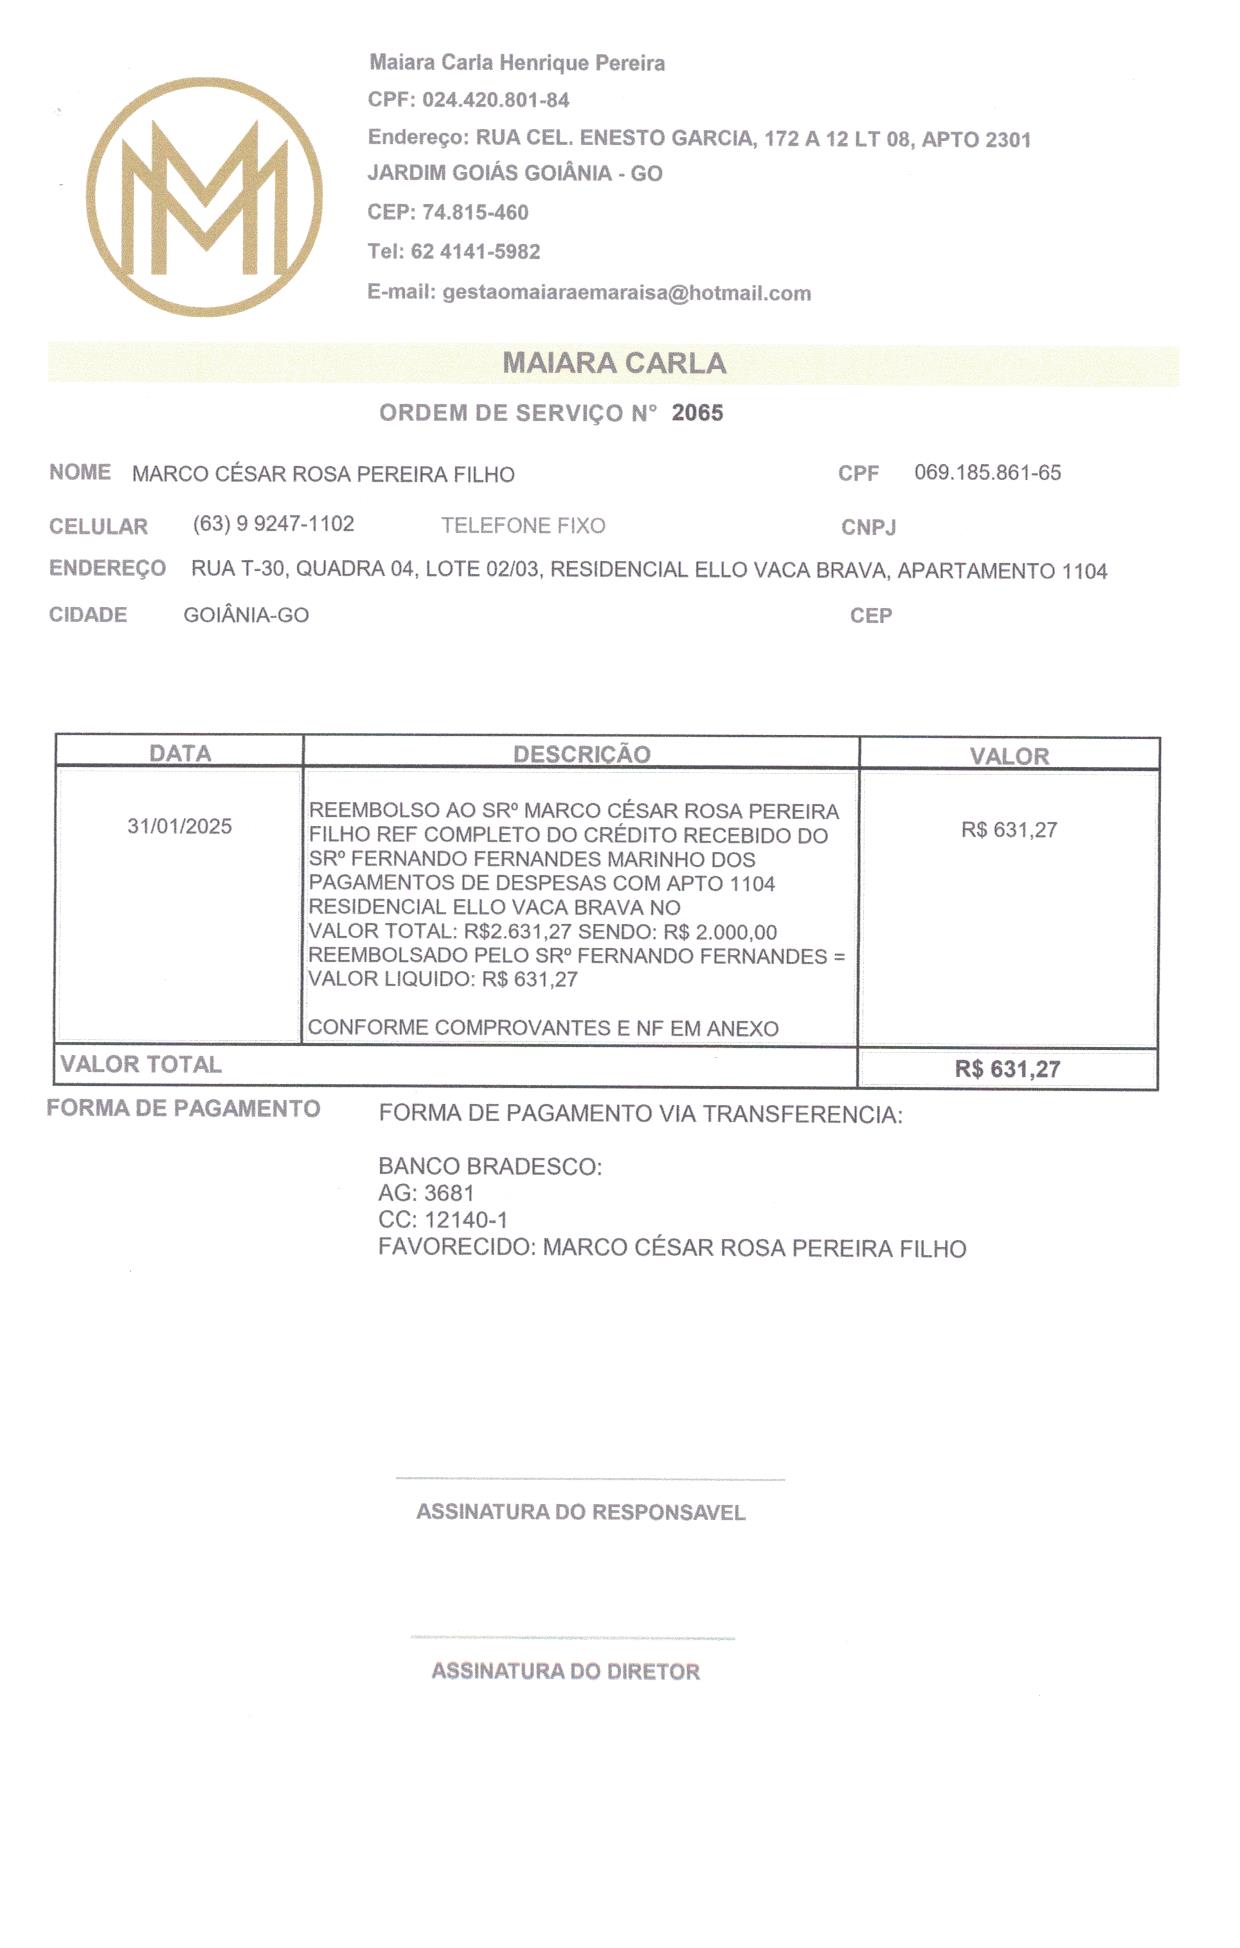 Maiara Carla Henrique Pereira
CPF: 024.420.801-84
Endereço: RUA CEL. ENESTO GARCIA, 172 A 12 LT 08, APTO 2301
JARDIM GOIÁS GOIÂNIA - GO
CEP: 74.815-460
Tel: 62 4141-5982
E-mail: gestaomaiaraemaraisa@hotmail.com
MM
MAIARA CARLA
ORDEM DE SERVIÇO N° 2065
NOME MARCO CÉSAR ROSA PEREIRA FILHO CPF 069.185.861-65
CELULAR (63) 9 9247-1102 TELEFONE FIXO CNPJ
ENDEREÇO RUA T-30, QUADRA 04, LOTE 02/03, RESIDENCIAL ELLO VACA BRAVA, APARTAMENTO 1104
CIDADE GOIÂNIA-GO CEP
DATA DESCRIÇÃO VALOR
31/01/2025
REEMBOLSO AO SRº MARCO CÉSAR ROSA PEREIRA
FILHO REF COMPLETO DO CRÉDITO RECEBIDO DO
SRº FERNANDO FERNANDES MARINHO DOS
PAGAMENTOS DE DESPESAS COM APTO 1104
RESIDENCIAL ELLO VACA BRAVA NO
VALOR TOTAL: R$2.631,27 SENDO: R$ 2.000,00
REEMBOLSADO PELO SRº FERNANDO FERNANDES =
VALOR LIQUIDO: R$ 631,27
CONFORME COMPROVANTES E NF EM ANEXO
R$ 631,27
VALOR TOTAL R$ 631,27
FORMA DE PAGAMENTO FORMA DE PAGAMENTO VIA TRANSFERENCIA:
BANCO BRADESCO:
AG: 3681
CC: 12140-1
FAVORECIDO: MARCO CÉSAR ROSA PEREIRA FILHO
ASSINATURA DO RESPONSAVEL
ASSINATURA DO DIRETOR